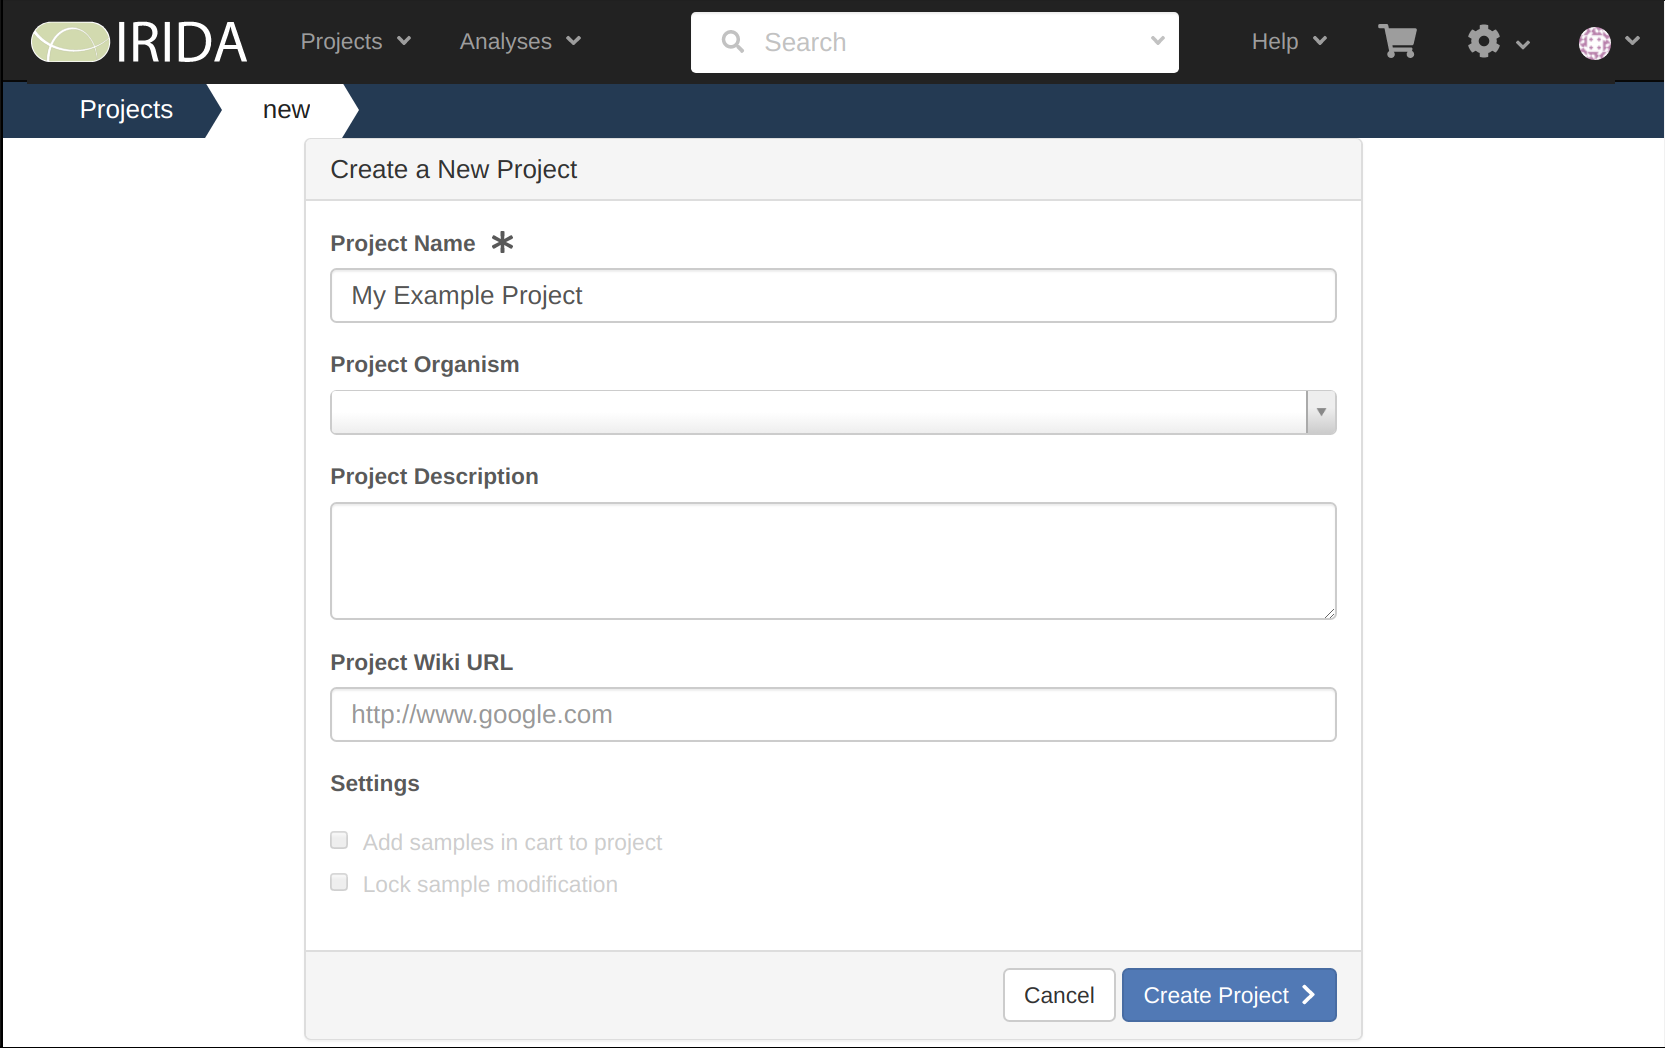 IRIDA Projects Analyses Search Help
Projects new
Create a New Project
Project Name *
My Example Project
Project Organism
Project Description
Project Wiki URL
http://www.google.com
Settings
Add samples in cart to project
Lock sample modification
Cancel Create Project